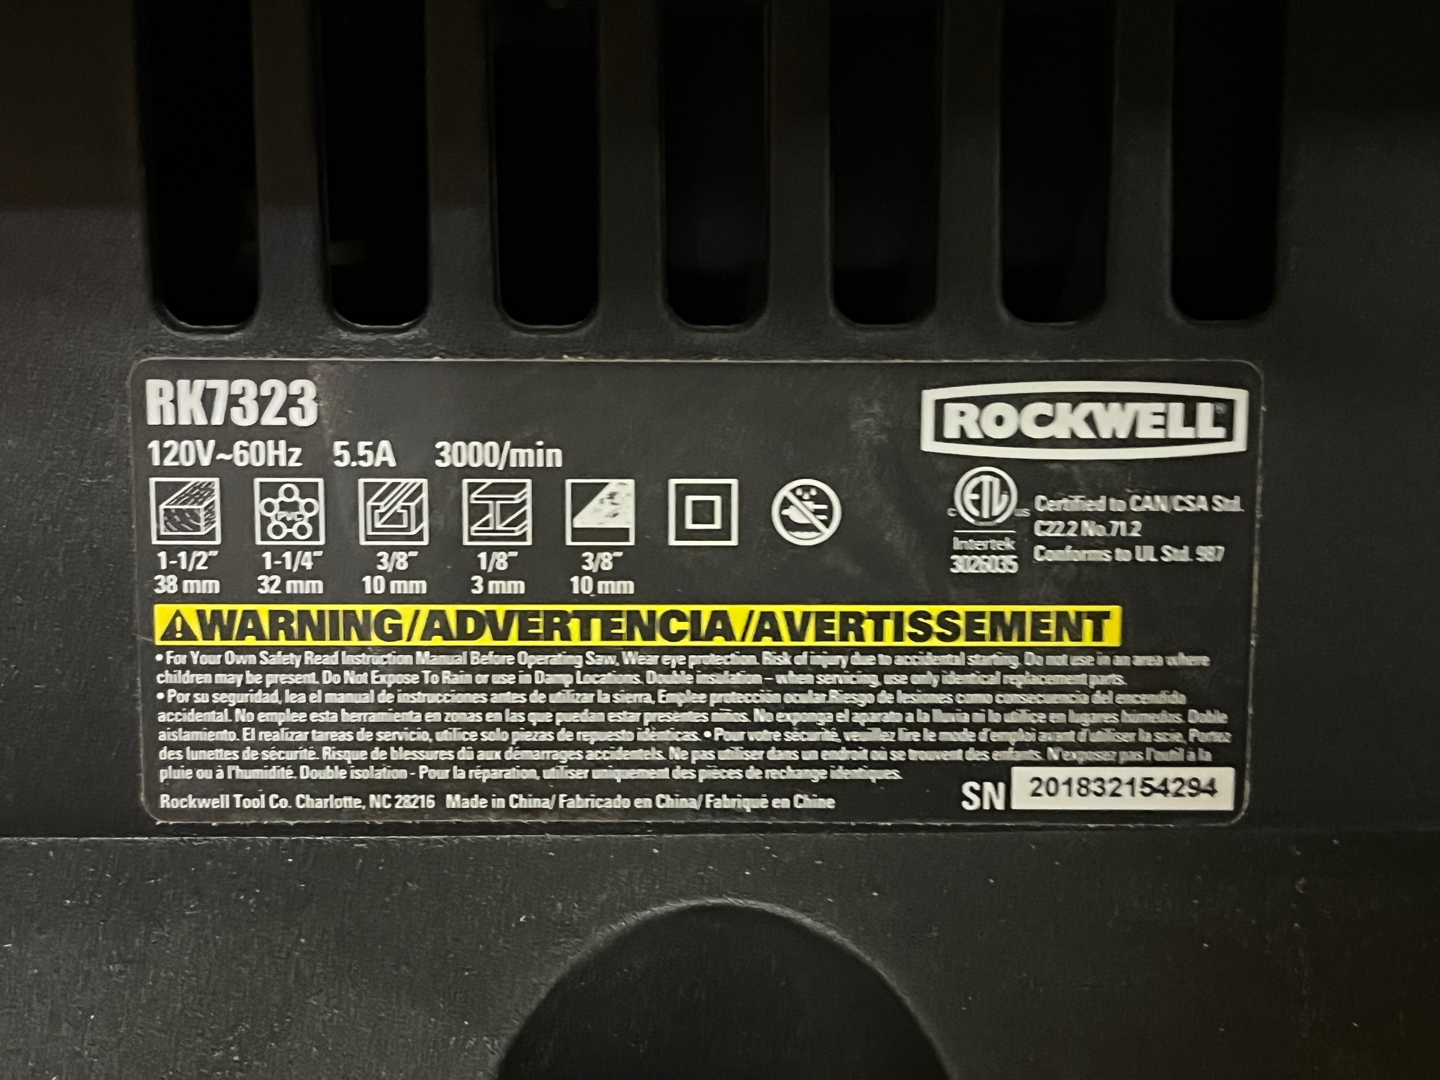 RK7323
ROCKWELL®
120V~60Hz 5.5A 3000/min
PVC
1-1/2" 1-1/4" 3/8" 1/8" 3/8"
38 mm 32 mm 10 mm 3 mm 10 mm
ETL
C US
Intertek
3026035
Certified to CAN/CSA Std.
C22.2 No.71.2
Conforms to UL Std. 987
WARNING/ADVERTENCIA/AVERTISSEMENT
• For Your Own Safety Read Instruction Manual Before Operating Saw. Wear eye protection. Risk of injury due to accidental starting. Do not use in an area where
children may be present. Do Not Expose To Rain or use in Damp Locations. Double insulation – when servicing, use only identical replacement parts.
• Por su seguridad, lea el manual de instrucciones antes de utilizar la sierra, Emplee protección ocular.Riesgo de lesiones como consecuencia del encendido
accidental. No emplee esta herramienta en zonas en las que puedan estar presentes niños. No exponga el aparato a la lluvia ni lo utilice en lugares húmedos. Doble
aislamiento. El realizar tareas de servicio, utilice solo piezas de repuesto idénticas. • Pour votre sécurité, veuillez lire le mode d'emploi avant d'utiliser la scie. Portez
des lunettes de sécurité. Risque de blessures dû aux démarrages accidentels. Ne pas utiliser dans un endroit où se trouvent des enfants. N'exposez pas l'outil à la
pluie ou à l'humidité. Double isolation - Pour la réparation, utiliser uniquement des pièces de rechange identiques.
Rockwell Tool Co. Charlotte, NC 28216 Made in China/ Fabricado en China/ Fabriqué en Chine
SN 201832154294